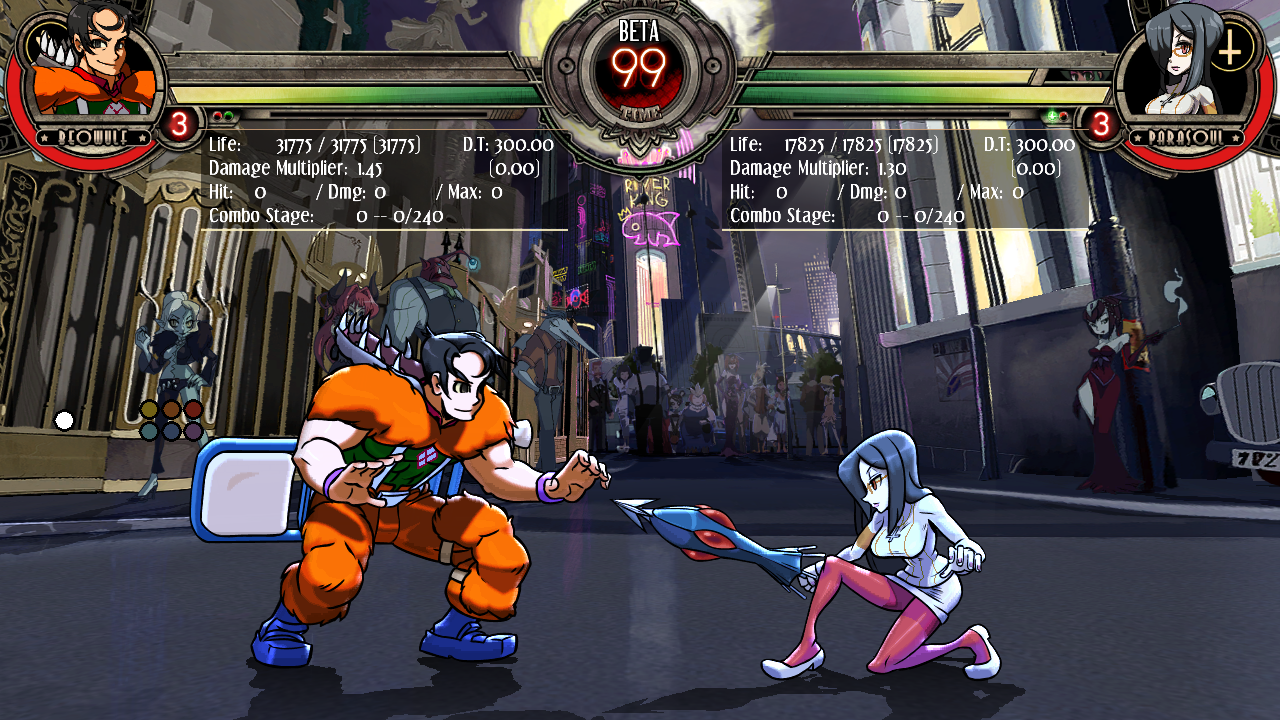 BETA
99
TIME
BEOWULF
3
3
PARASOUL
Life: 31775 / 31775 [31775] D.T: 300.00
Damage Multiplier: 1.45 [0.00]
Hit: 0 / Dmg: 0 / Max: 0
Combo Stage: 0 -- 0/240
Life: 17825 / 17825 [17825] D.T: 300.00
Damage Multiplier: 1.30 [0.00]
Hit: 0 / Dmg: 0 / Max: 0
Combo Stage: 0 -- 0/240
RIVER
KING